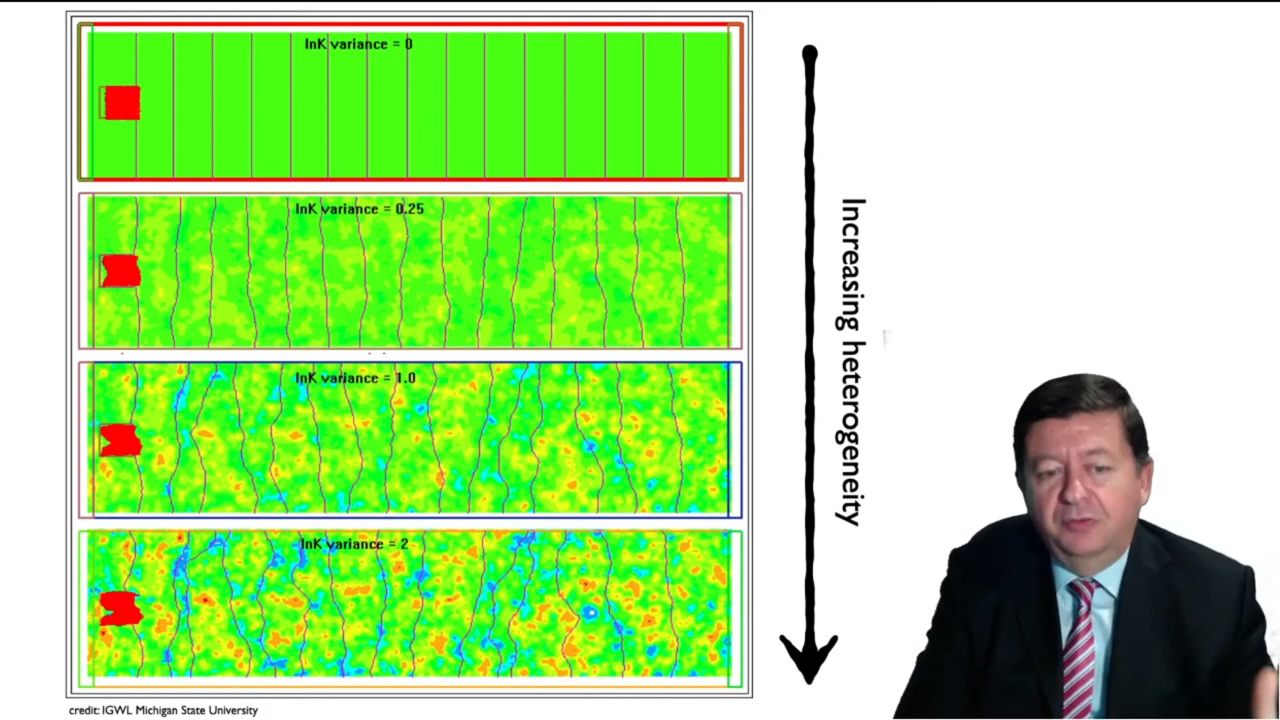 lnK variance = 0
lnK variance = 0.25
lnK variance = 1.0
lnK variance = 2
Increasing heterogeneity
credit: IGWL Michigan State University